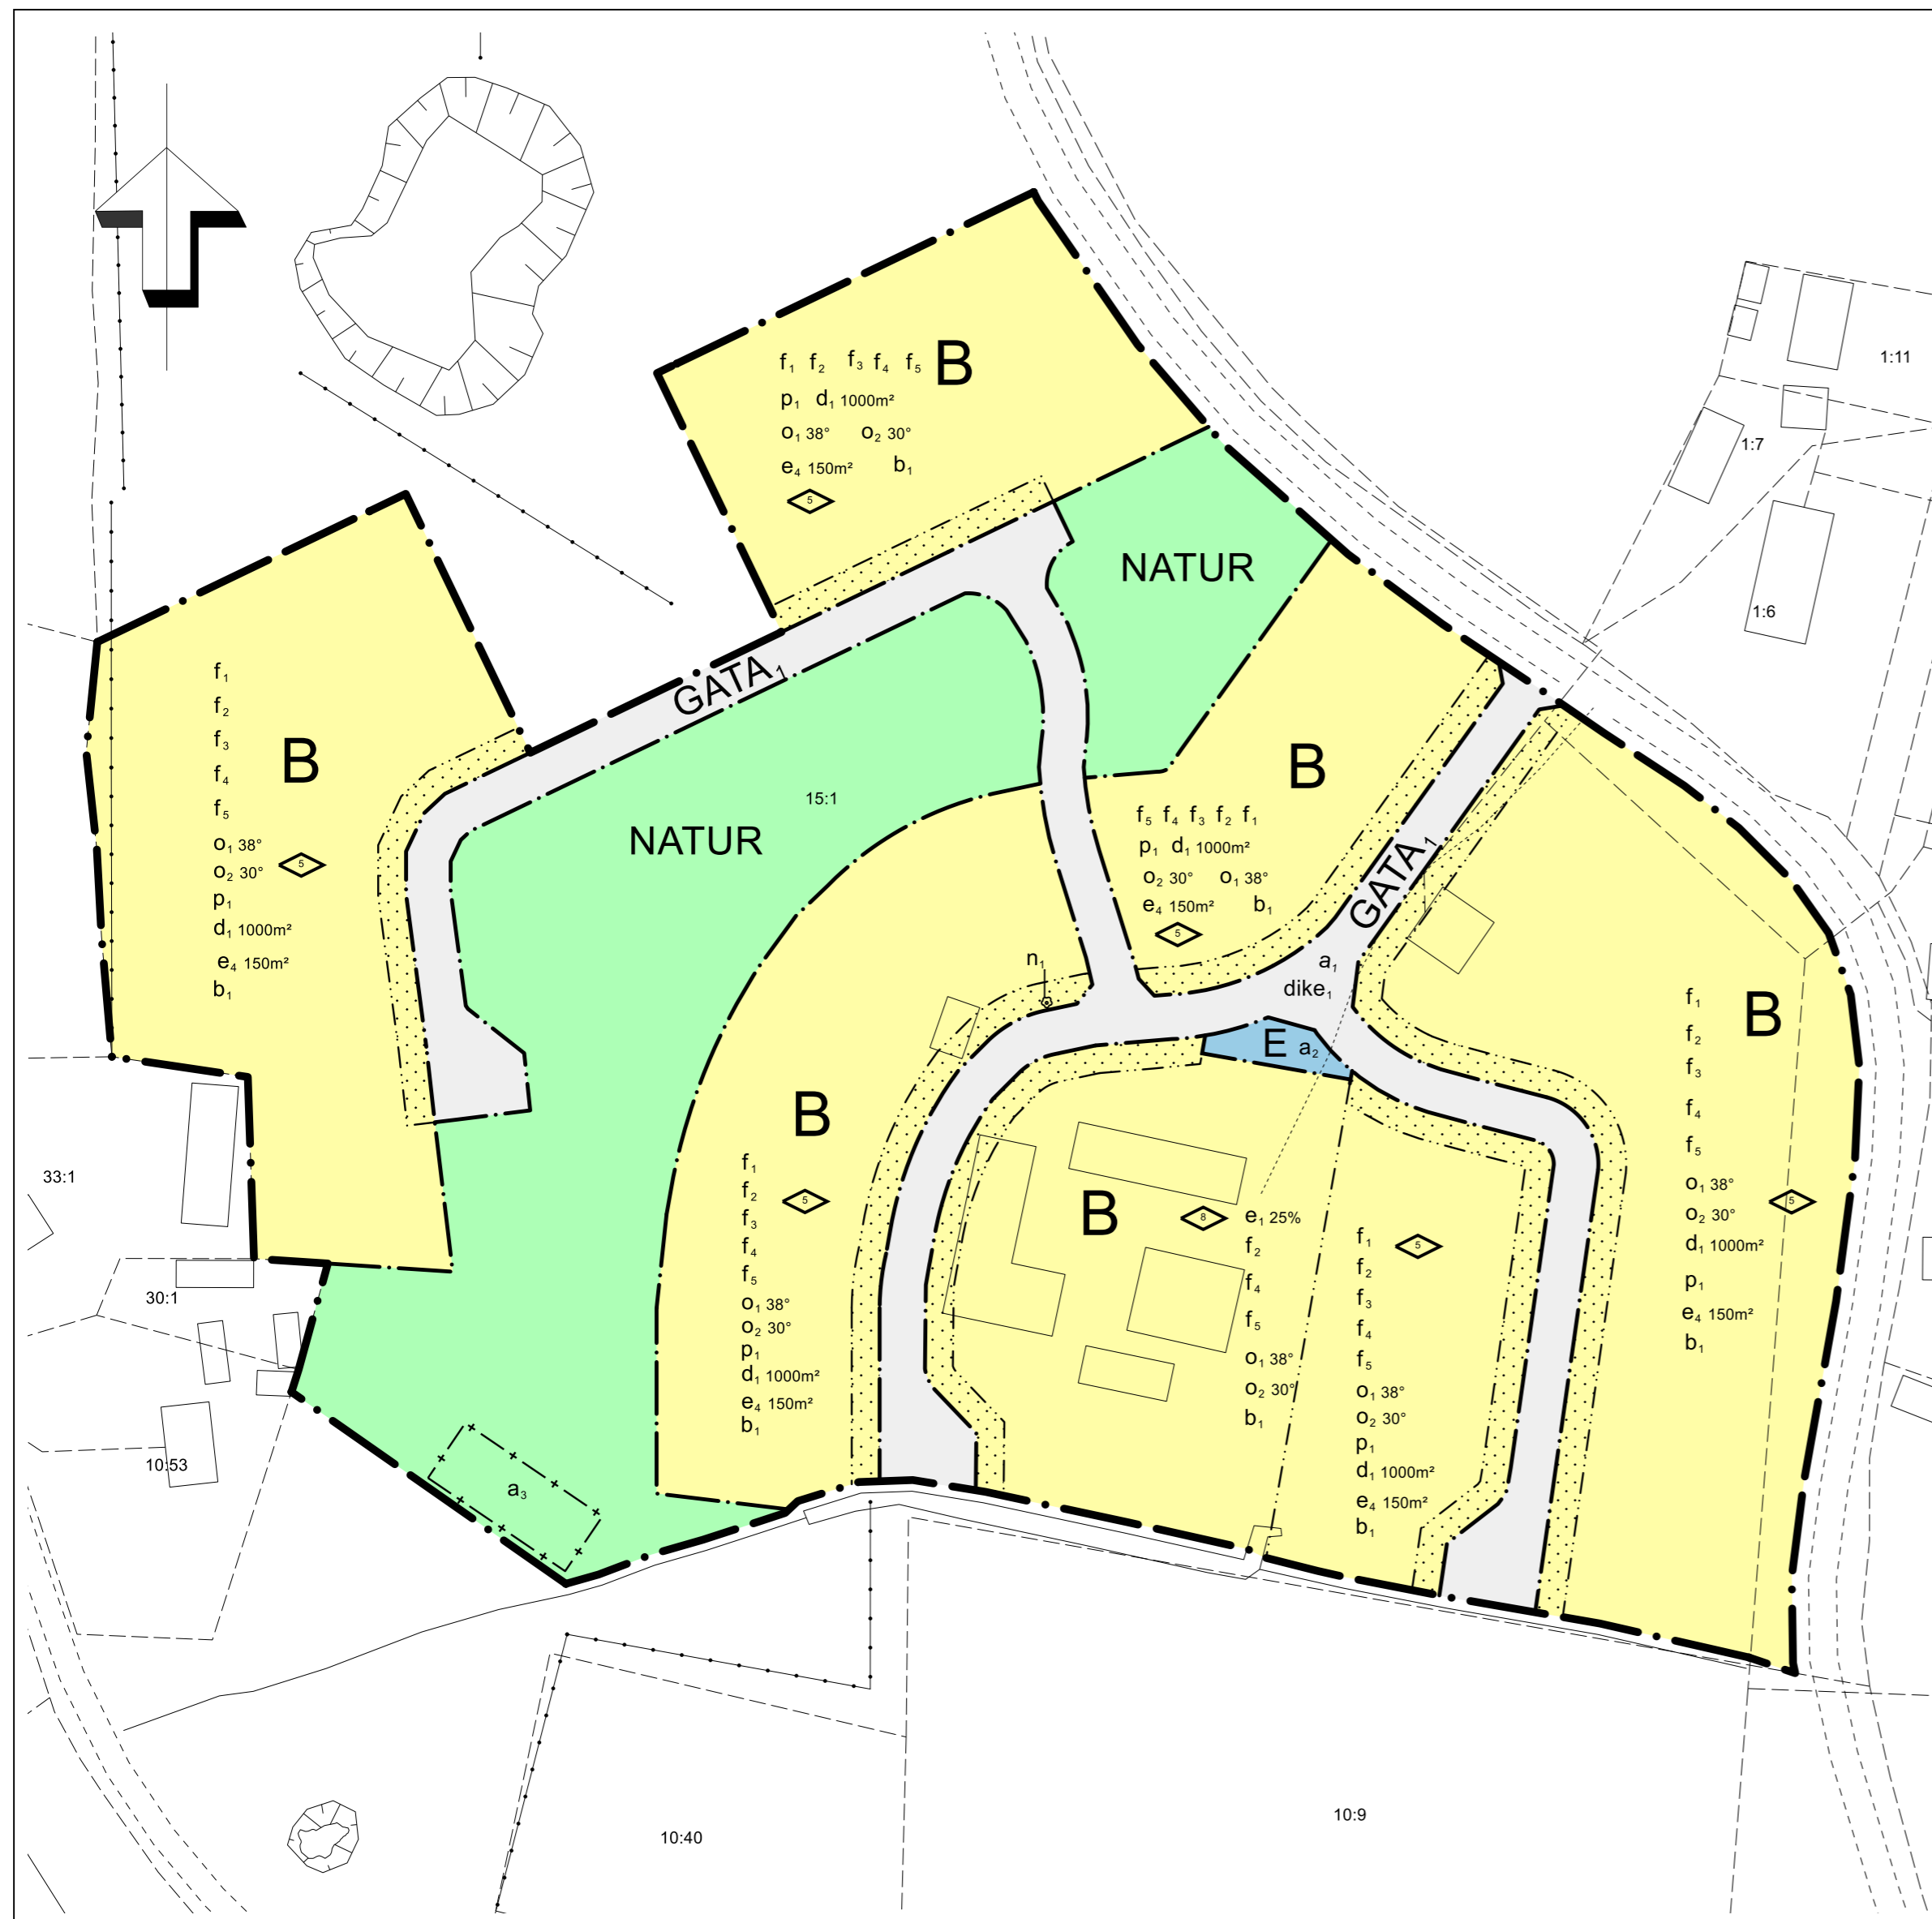 f₁ f₂ f₃ f₄ f₅ B
p₁ d₁ 1000m²
o₁ 38° o₂ 30°
e₄ 150m² b₁
5
1:11
1:7
1:6
NATUR
GATA₁
f₁
f₂
f₃
B
f₄
f₅
o₁ 38°
5
o₂ 30°
p₁
d₁ 1000m²
e₄ 150m²
b₁
15:1
NATUR
B
f₅ f₄ f₃ f₂ f₁
p₁ d₁ 1000m²
o₂ 30° o₁ 38°
e₄ 150m² b₁
5
GATA₁
n₁
a₁
dike₁
E a₂
f₁
B
f₂
f₃
f₄
f₅
o₁ 38°
5
o₂ 30°
d₁ 1000m²
p₁
e₄ 150m²
b₁
B
f₁
f₂
5
f₃
f₄
f₅
o₁ 38°
o₂ 30°
p₁
d₁ 1000m²
e₄ 150m²
b₁
B
8
e₁ 25%
f₂
f₄
f₅
o₁ 38°
o₂ 30°
b₁
f₁
5
f₂
f₃
f₄
f₅
o₁ 38°
o₂ 30°
p₁
d₁ 1000m²
e₄ 150m²
b₁
33:1
30:1
10:53
a₃
10:40
10:9